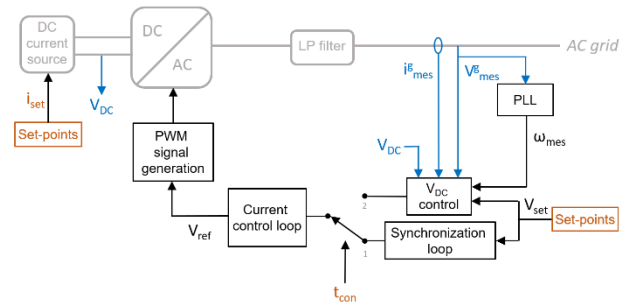 DC
current
source
DC
AC
LP filter
AC grid
i_set
V_DC
i^g_mes
V^g_mes
PLL
Set-points
PWM
signal
generation
ω_mes
V_DC
V_DC
control
2
V_set
Set-points
V_ref
Current
control loop
Synchronization
loop
1
t_con